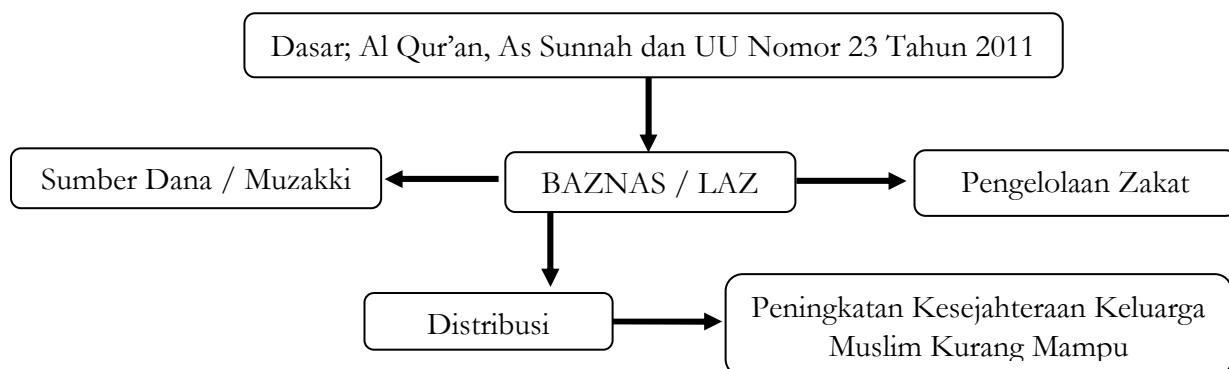 Dasar; Al Qur’an, As Sunnah dan UU Nomor 23 Tahun 2011
Sumber Dana / Muzakki
BAZNAS / LAZ
Pengelolaan Zakat
Distribusi
Peningkatan Kesejahteraan Keluarga
Muslim Kurang Mampu